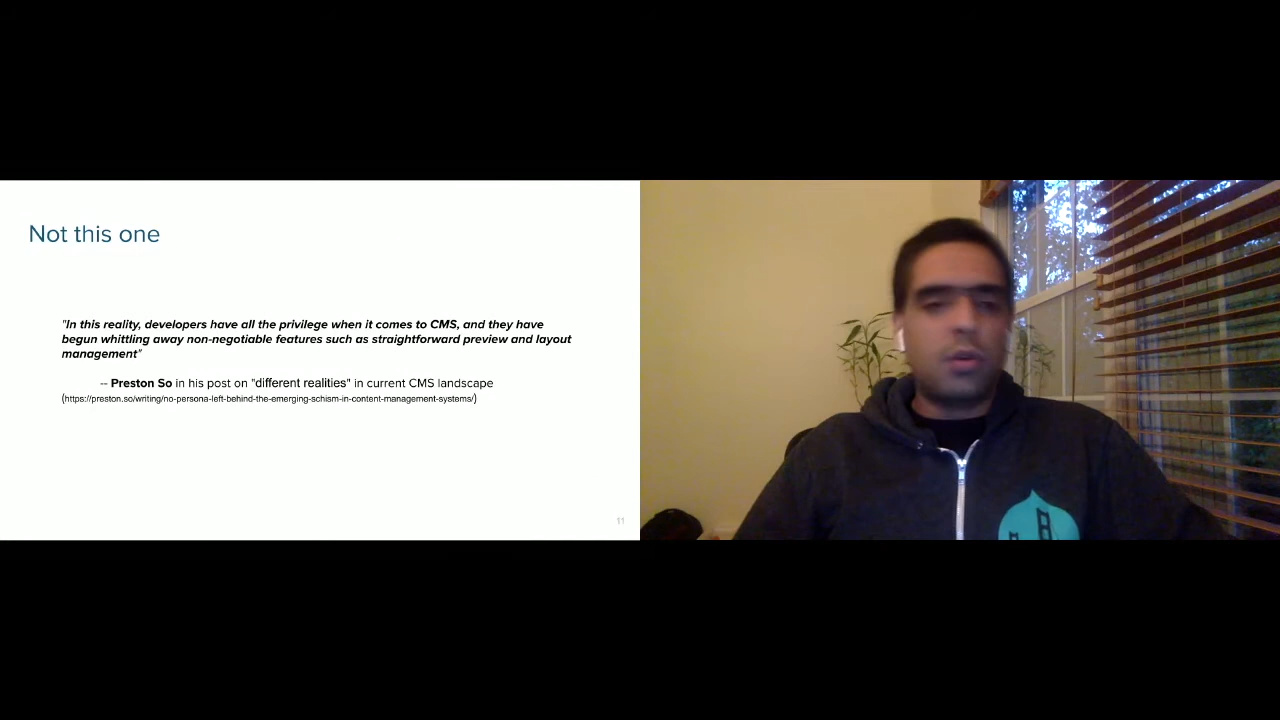 Not this one
"In this reality, developers have all the privilege when it comes to CMS, and they have
begun whittling away non-negotiable features such as straightforward preview and layout
management"
-- Preston So in his post on "different realities" in current CMS landscape
(https://preston.so/writing/no-persona-left-behind-the-emerging-schism-in-content-management-systems/)
11